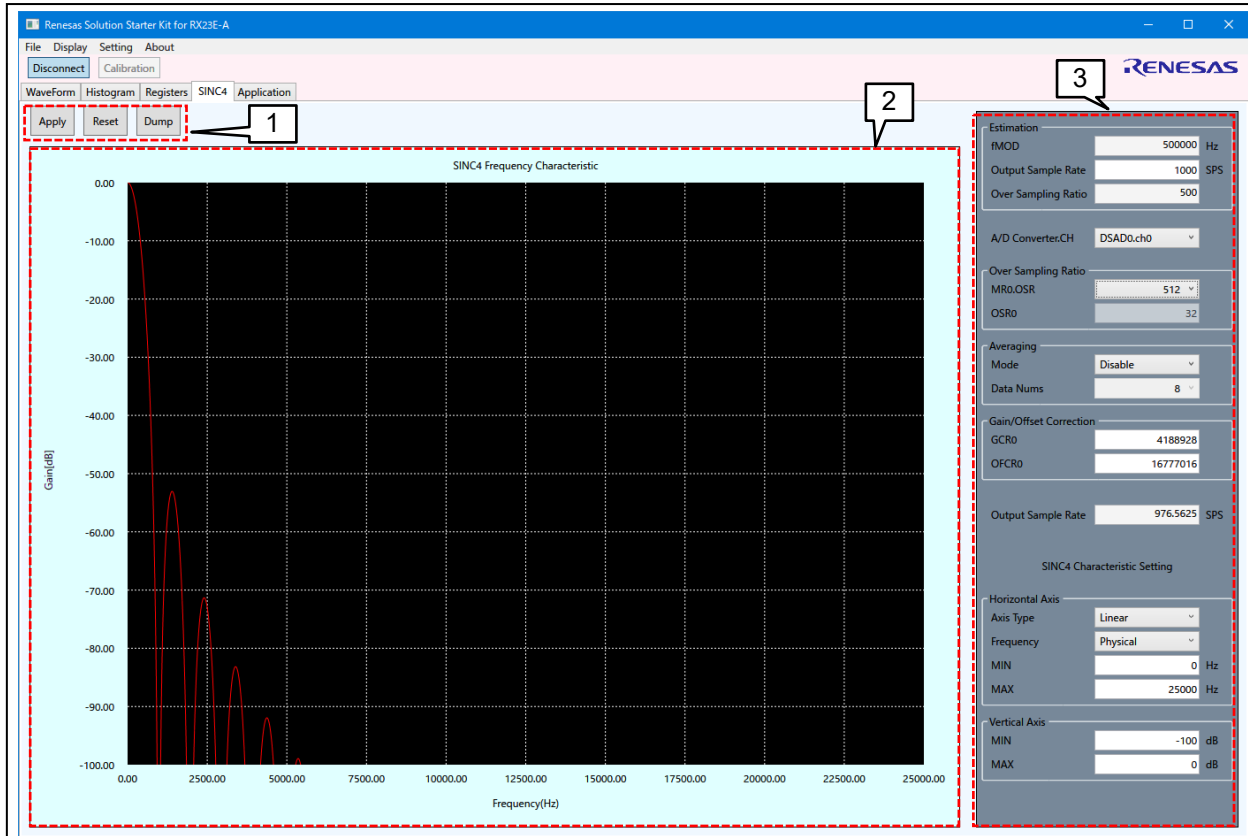 Renesas Solution Starter Kit for RX23E-A
File Display Setting About
Disconnect Calibration
RENESAS
WaveForm Histogram Registers SINC4 Application
Apply Reset Dump
1
2
3
SINC4 Frequency Characteristic
0.00
-10.00
-20.00
-30.00
-40.00
-50.00
-60.00
-70.00
-80.00
-90.00
-100.00
Gain[dB]
0.00 2500.00 5000.00 7500.00 10000.00 12500.00 15000.00 17500.00 20000.00 22500.00 25000.00
Frequency(Hz)
Estimation
fMOD 500000 Hz
Output Sample Rate 1000 SPS
Over Sampling Ratio 500
A/D Converter.CH DSAD0.ch0
Over Sampling Ratio
MR0.OSR 512
OSR0 32
Averaging
Mode Disable
Data Nums 8
Gain/Offset Correction
GCR0 4188928
OFCR0 16777016
Output Sample Rate 976.5625 SPS
SINC4 Characteristic Setting
Horizontal Axis
Axis Type Linear
Frequency Physical
MIN 0 Hz
MAX 25000 Hz
Vertical Axis
MIN -100 dB
MAX 0 dB